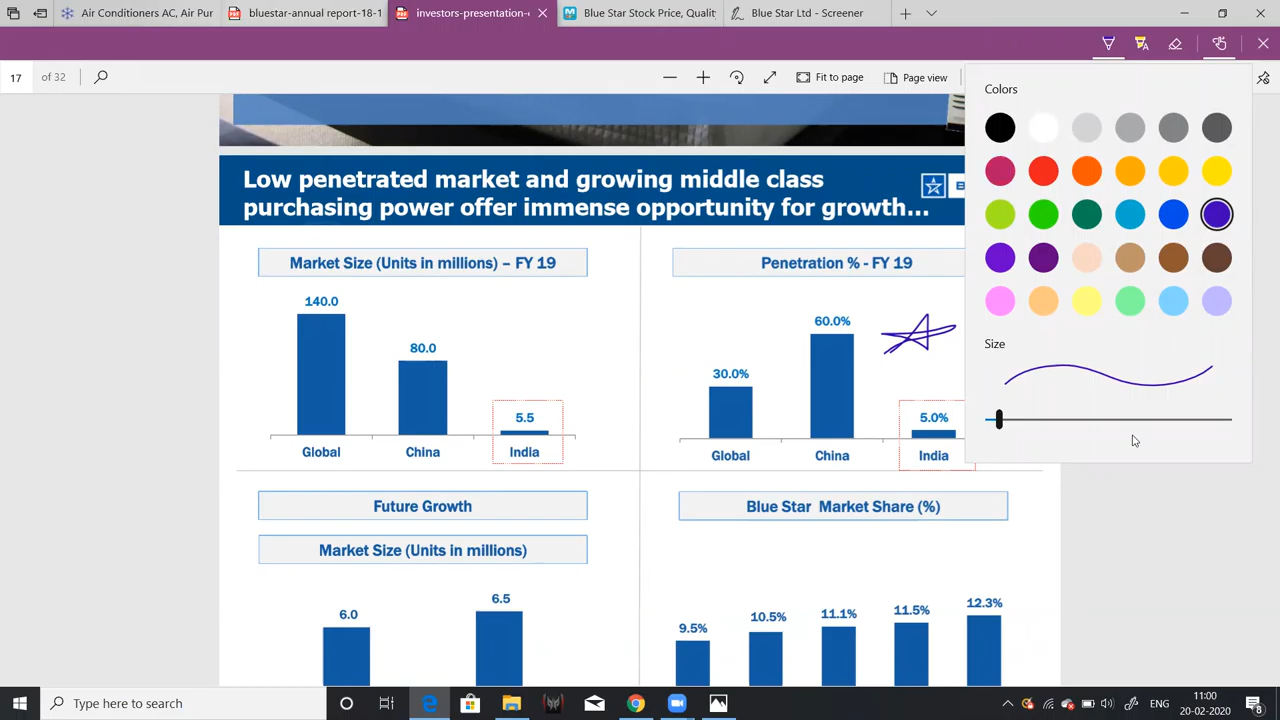 Air Conditioners AC, Air Pur
bluestar-annual report-18-1
investors-presentation-
Blue Star Stock Price, Qualit
Blue Star Ltd - Screener
17 of 32
Fit to page
Page view
Colors
Size
Low penetrated market and growing middle class
purchasing power offer immense opportunity for growth...
B
Market Size (Units in millions) – FY 19
140.0
80.0
5.5
Global China India
Penetration % - FY 19
60.0%
30.0%
5.0%
Global China India
Future Growth
Market Size (Units in millions)
6.0
6.5
Blue Star Market Share (%)
9.5% 10.5% 11.1% 11.5% 12.3%
Type here to search
ENG
11:00
20-02-2020
8